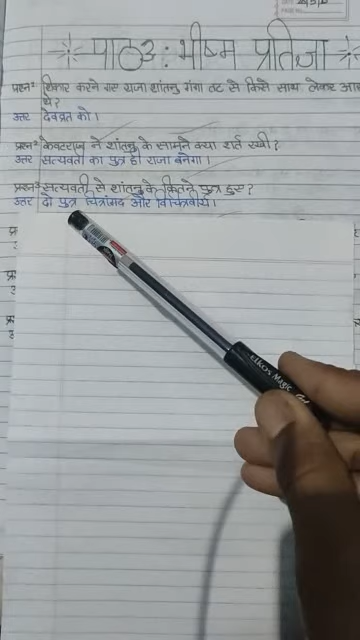 पाठ 3 : भीष्म प्रतिज्ञा
प्रश्न¹ शिकार करने गए राजा शांतनु गंगा तट से किसे साथ लेकर आए
थे?
उत्तर देवव्रत को।
प्रश्न² केवटराज ने शांतनु के सामने क्या शर्त रखी?
उत्तर सत्यवती का पुत्र ही राजा बनेगा।
प्रश्न³ सत्यवती से शांतनु के कितने पुत्र हुए?
उत्तर दो पुत्र चित्रांगद और विचित्रवीर्य।
Elkos Magic Gel